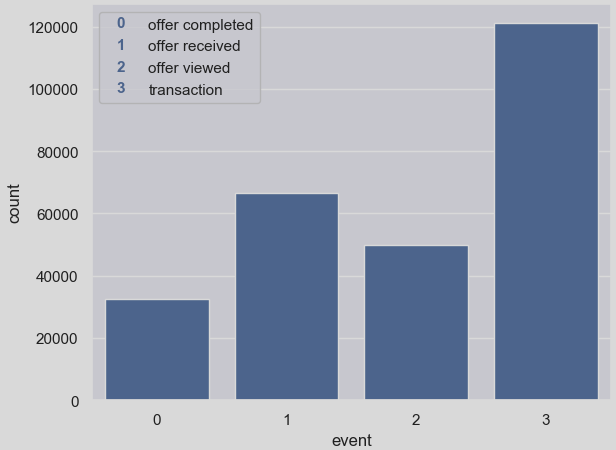 0 offer completed
1 offer received
2 offer viewed
3 transaction
120000
100000
80000
60000
40000
20000
0
count
0 1 2 3
event